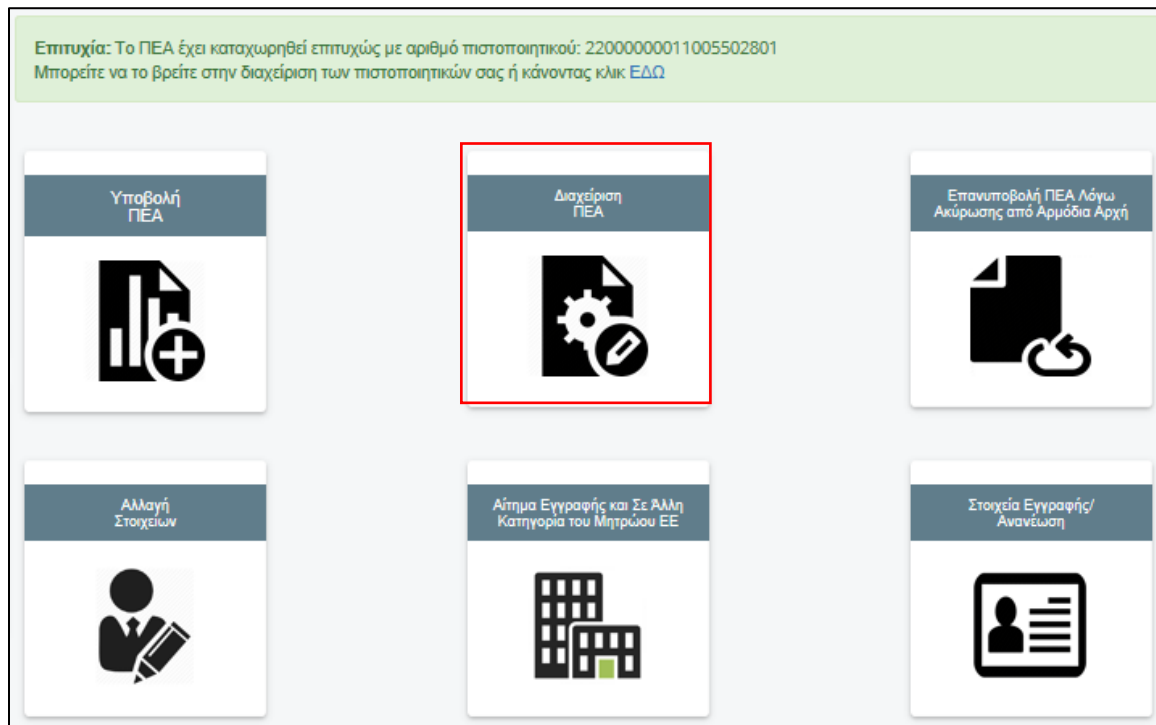 Επιτυχία: Το ΠΕΑ έχει καταχωρηθεί επιτυχώς με αριθμό πιστοποιητικού: 22000000011005502801
Μπορείτε να το βρείτε στην διαχείριση των πιστοποιητικών σας ή κάνοντας κλικ ΕΔΩ
Υποβολή
ΠΕΑ
Διαχείριση
ΠΕΑ
Επανυποβολή ΠΕΑ Λόγω
Ακύρωσης από Αρμόδια Αρχή
Αλλαγή
Στοιχείων
Αίτημα Εγγραφής και Σε Άλλη
Κατηγορία του Μητρώου ΕΕ
Στοιχεία Εγγραφής/
Ανανέωση